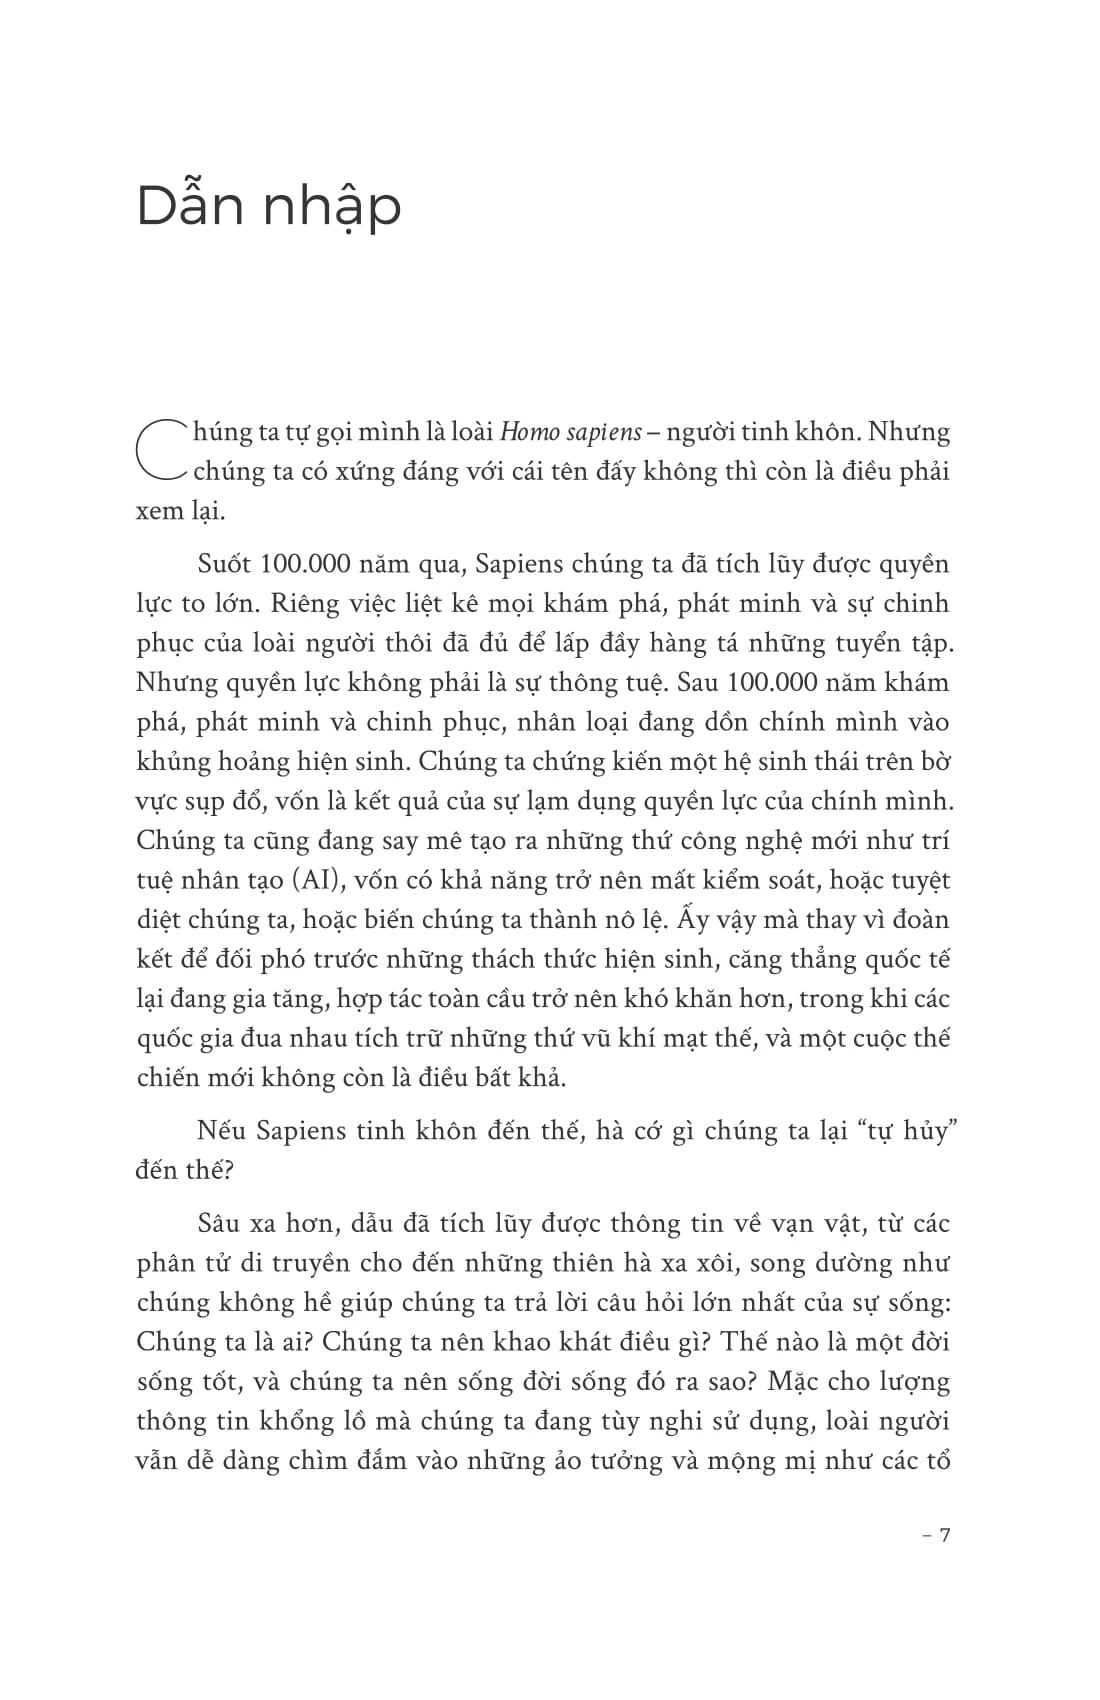 Dẫn nhập
Chúng ta tự gọi mình là loài Homo sapiens – người tinh khôn. Nhưng
chúng ta có xứng đáng với cái tên đấy không thì còn là điều phải
xem lại.
Suốt 100.000 năm qua, Sapiens chúng ta đã tích lũy được quyền
lực to lớn. Riêng việc liệt kê mọi khám phá, phát minh và sự chinh
phục của loài người thôi đã đủ để lấp đầy hàng tá những tuyển tập.
Nhưng quyền lực không phải là sự thông tuệ. Sau 100.000 năm khám
phá, phát minh và chinh phục, nhân loại đang dồn chính mình vào
khủng hoảng hiện sinh. Chúng ta chứng kiến một hệ sinh thái trên bờ
vực sụp đổ, vốn là kết quả của sự lạm dụng quyền lực của chính mình.
Chúng ta cũng đang say mê tạo ra những thứ công nghệ mới như trí
tuệ nhân tạo (AI), vốn có khả năng trở nên mất kiểm soát, hoặc tuyệt
diệt chúng ta, hoặc biến chúng ta thành nô lệ. Ấy vậy mà thay vì đoàn
kết để đối phó trước những thách thức hiện sinh, căng thẳng quốc tế
lại đang gia tăng, hợp tác toàn cầu trở nên khó khăn hơn, trong khi các
quốc gia đua nhau tích trữ những thứ vũ khí mạt thế, và một cuộc thế
chiến mới không còn là điều bất khả.
Nếu Sapiens tinh khôn đến thế, hà cớ gì chúng ta lại “tự hủy”
đến thế?
Sâu xa hơn, dẫu đã tích lũy được thông tin về vạn vật, từ các
phân tử di truyền cho đến những thiên hà xa xôi, song dường như
chúng không hề giúp chúng ta trả lời câu hỏi lớn nhất của sự sống:
Chúng ta là ai? Chúng ta nên khao khát điều gì? Thế nào là một đời
sống tốt, và chúng ta nên sống đời sống đó ra sao? Mặc cho lượng
thông tin khổng lồ mà chúng ta đang tùy nghi sử dụng, loài người
vẫn dễ dàng chìm đắm vào những ảo tưởng và mộng mị như các tổ
– 7